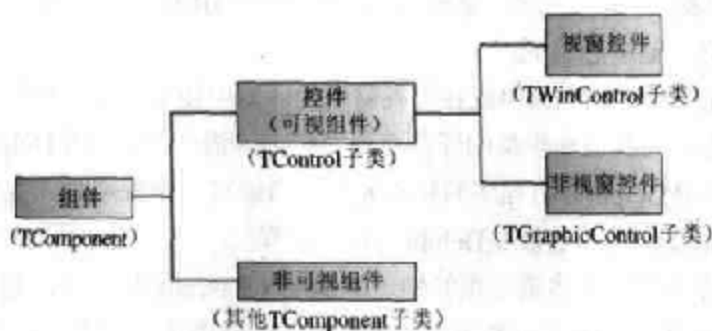 视窗控件
(TWinControl子类)
控件
(可视组件)
(TControl子类)
组件
(TComponent)
非视窗控件
(TGraphicControl子类)
非可视组件
(其他TComponent子类)